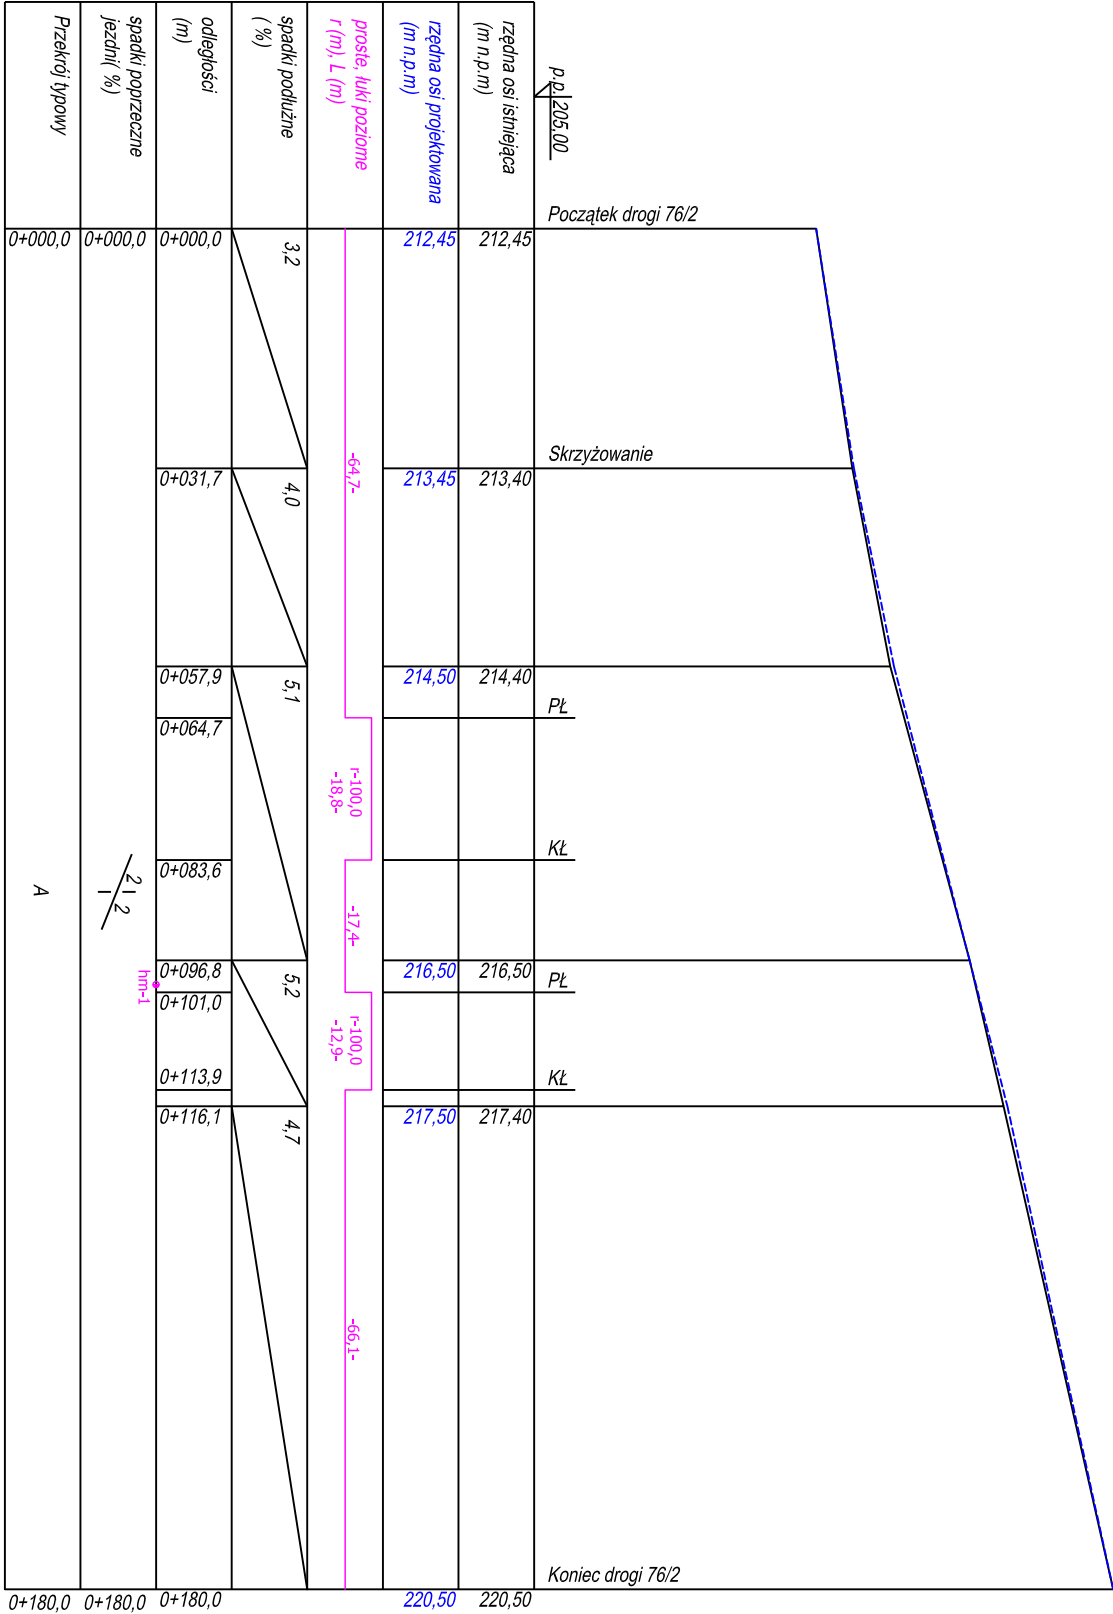 p.p. 205,00
rzędna osi istniejąca
(m n.p.m)
rzędna osi projektowana
(m n.p.m)
proste, łuki poziome
r (m), L (m)
spadki podłużne
( %)
odległości
(m)
spadki poprzeczne
jezdni( %)
Przekrój typowy
Początek drogi 76/2
0+000,0 0+000,0 0+000,0 3,2 212,45 212,45
Skrzyżowanie
0+031,7 4,0 -64,7- 213,45 213,40
0+057,9 5,1 214,50 214,40
PŁ
0+064,7
r-100,0
-18,8-
KŁ
0+083,6
A
2 2
-17,4-
0+096,8 5,2 216,50 216,50
PŁ
hm-1
0+101,0
r-100,0
-12,9-
KŁ
0+113,9
0+116,1 4,7 217,50 217,40
-66,1-
Koniec drogi 76/2
0+180,0 0+180,0 0+180,0 220,50 220,50